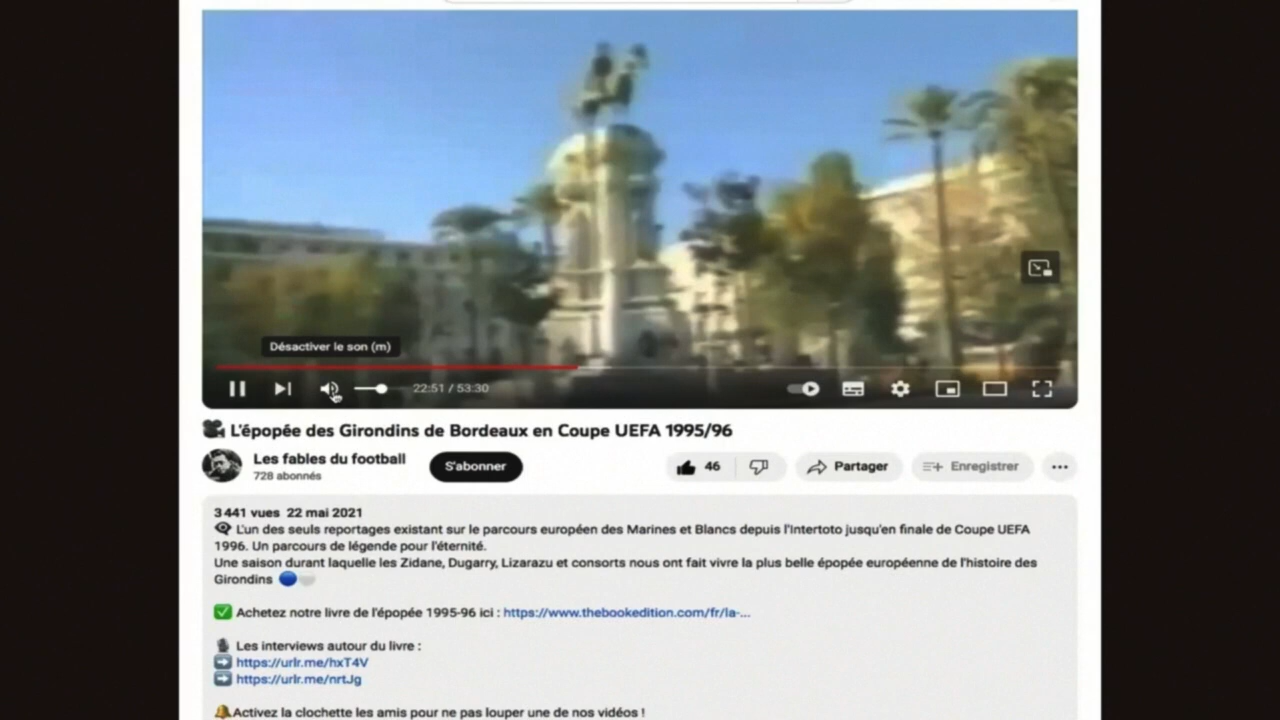 Désactiver le son (m)
22:51 / 53:30
L'épopée des Girondins de Bordeaux en Coupe UEFA 1995/96
Les fables du football
728 abonnés
S'abonner
46
Partager
Enregistrer
3 441 vues 22 mai 2021
L'un des seuls reportages existant sur le parcours européen des Marines et Blancs depuis l'Intertoto jusqu'en finale de Coupe UEFA
1996. Un parcours de légende pour l'éternité.
Une saison durant laquelle les Zidane, Dugarry, Lizarazu et consorts nous ont fait vivre la plus belle épopée européenne de l'histoire des
Girondins
Achetez notre livre de l'épopée 1995-96 ici : https://www.thebookedition.com/fr/la-...
Les interviews autour du livre :
https://urlr.me/hxT4V
https://urlr.me/nrtJg
Activez la clochette les amis pour ne pas louper une de nos vidéos !